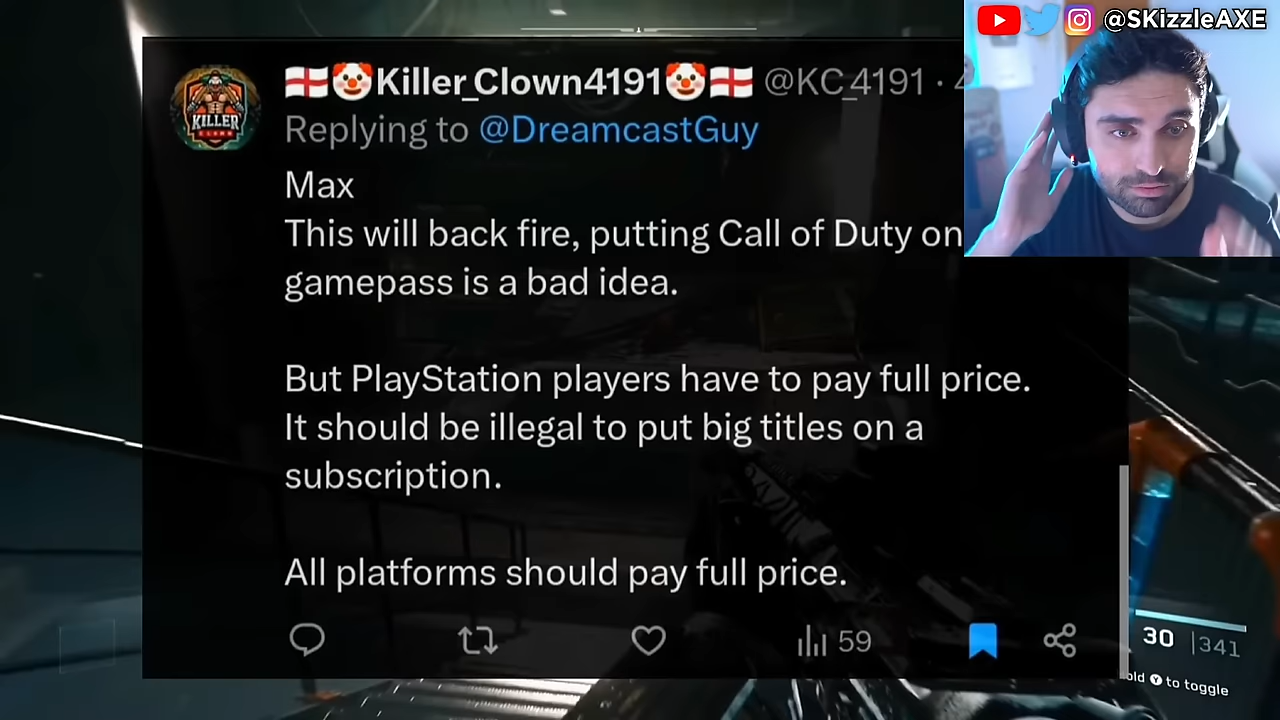 @SKizzleAXE
🏴󠁧󠁢󠁥󠁮󠁧󠁿🤡Killer_Clown4191🤡🏴󠁧󠁢󠁥󠁮󠁧󠁿 @KC_4191 ·
KILLER
CLOWN
Replying to @DreamcastGuy
Max
This will back fire, putting Call of Duty on
gamepass is a bad idea.
But PlayStation players have to pay full price.
It should be illegal to put big titles on a
subscription.
All platforms should pay full price.
59
30 |341
old Y to toggle